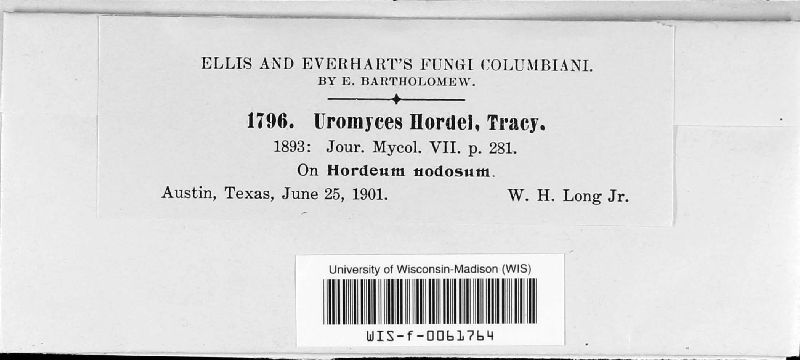 ELLIS AND EVERHART'S FUNGI COLUMBIANI.
BY E. BARTHOLOMEW.
1796. Uromyces Hordei, Tracy.
1893: Jour. Mycol. VII. p. 281.
On Hordeum nodosum.
Austin, Texas, June 25, 1901. W. H. Long Jr.
University of Wisconsin-Madison (WIS)
WIS-f-0061764